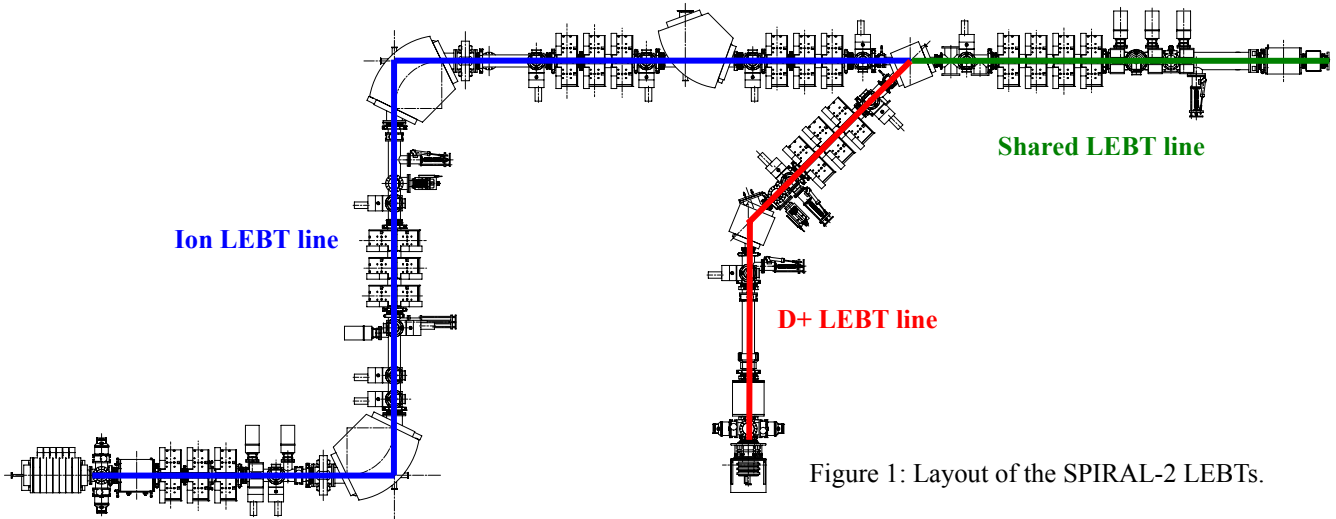 Shared LEBT line
Ion LEBT line
D+ LEBT line
Figure 1: Layout of the SPIRAL-2 LEBTs.